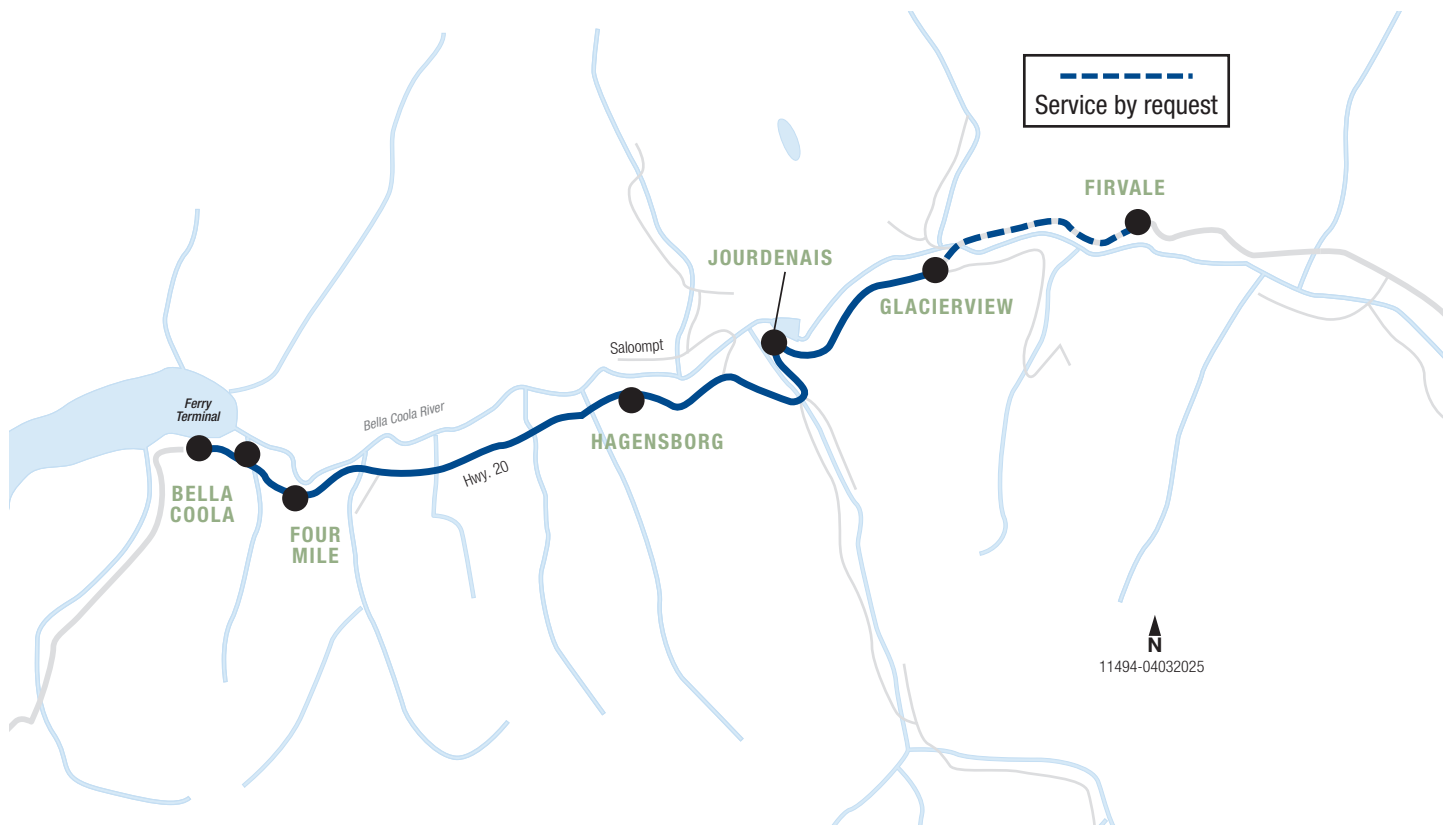 Service by request
FIRVALE
JOURDENAIS
GLACIERVIEW
Saloompt
Ferry
Terminal
Bella Coola River
HAGENSBORG
Hwy. 20
BELLA
COOLA
FOUR
MILE
N
11494-04032025